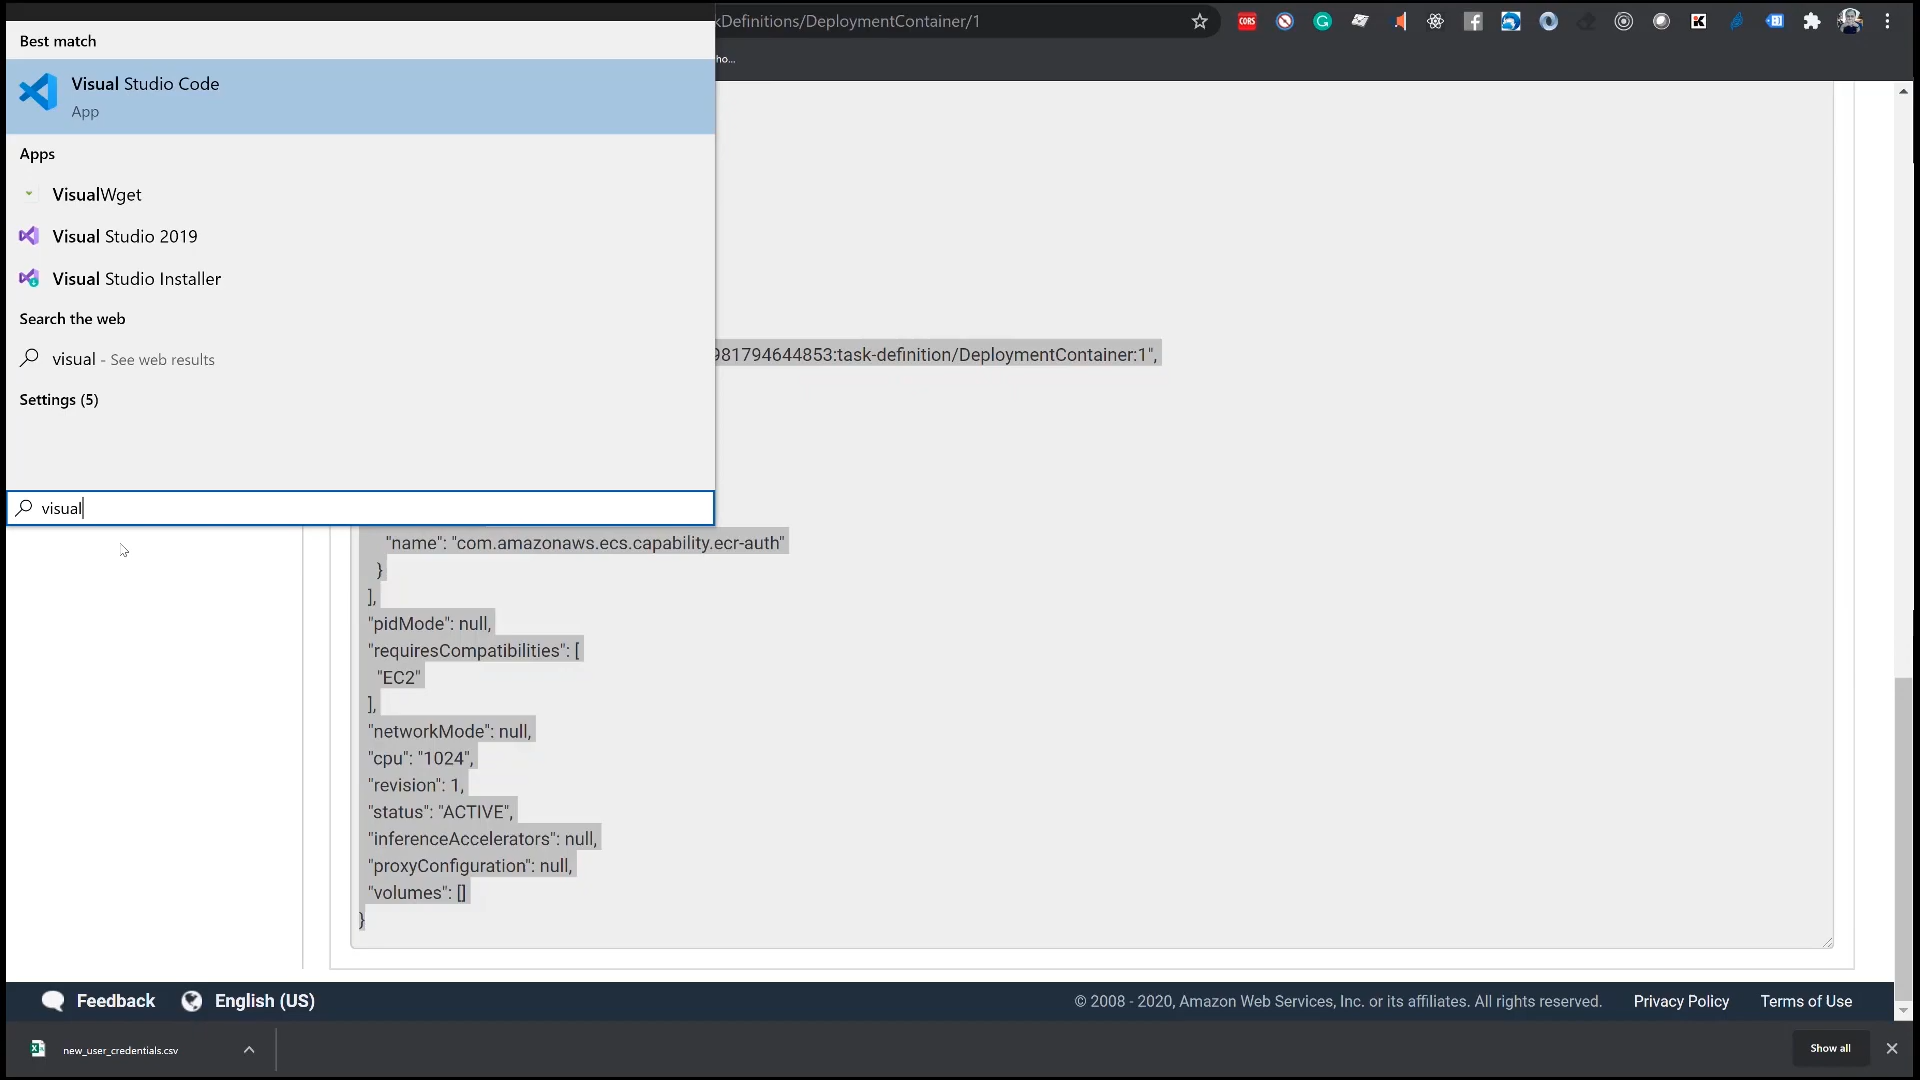 Best match
Visual Studio Code
App
Apps
VisualWget
Visual Studio 2019
Visual Studio Installer
Search the web
visual - See web results
Settings (5)
visual
kDefinitions/DeploymentContainer/1
CORS
ho...
981794644853:task-definition/DeploymentContainer:1",
"name": "com.amazonaws.ecs.capability.ecr-auth"
}
],
"pidMode": null,
"requiresCompatibilities": [
"EC2"
],
"networkMode": null,
"cpu": "1024",
"revision": 1,
"status": "ACTIVE",
"inferenceAccelerators": null,
"proxyConfiguration": null,
"volumes": []
}
Feedback
English (US)
© 2008 - 2020, Amazon Web Services, Inc. or its affiliates. All rights reserved.
Privacy Policy
Terms of Use
new_user_credentials.csv
Show all